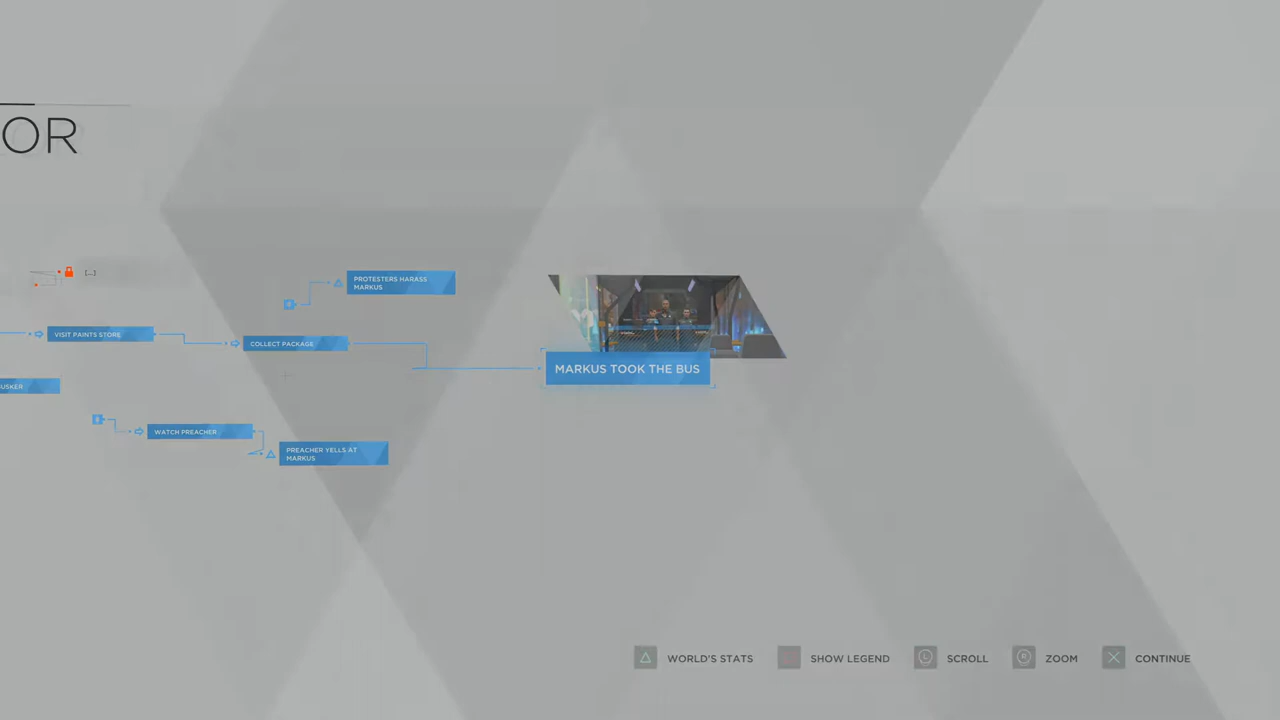 OR
[...]
PROTESTERS HARASS
MARKUS
VISIT PAINTS STORE
COLLECT PACKAGE
MARKUS TOOK THE BUS
USKER
WATCH PREACHER
PREACHER YELLS AT
MARKUS
WORLD'S STATS
SHOW LEGEND
L SCROLL
R ZOOM
CONTINUE